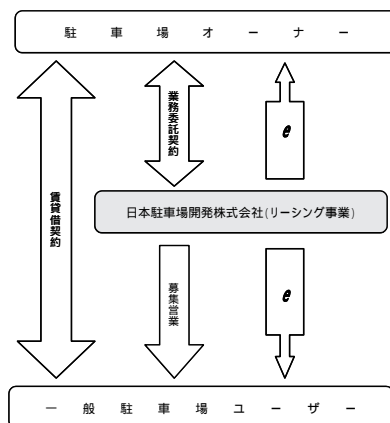 駐車場オーナー
業務委託契約
e
賃貸借契約
日本駐車場開発株式会社(リーシング事業)
募集営業
e
一般駐車場ユーザー